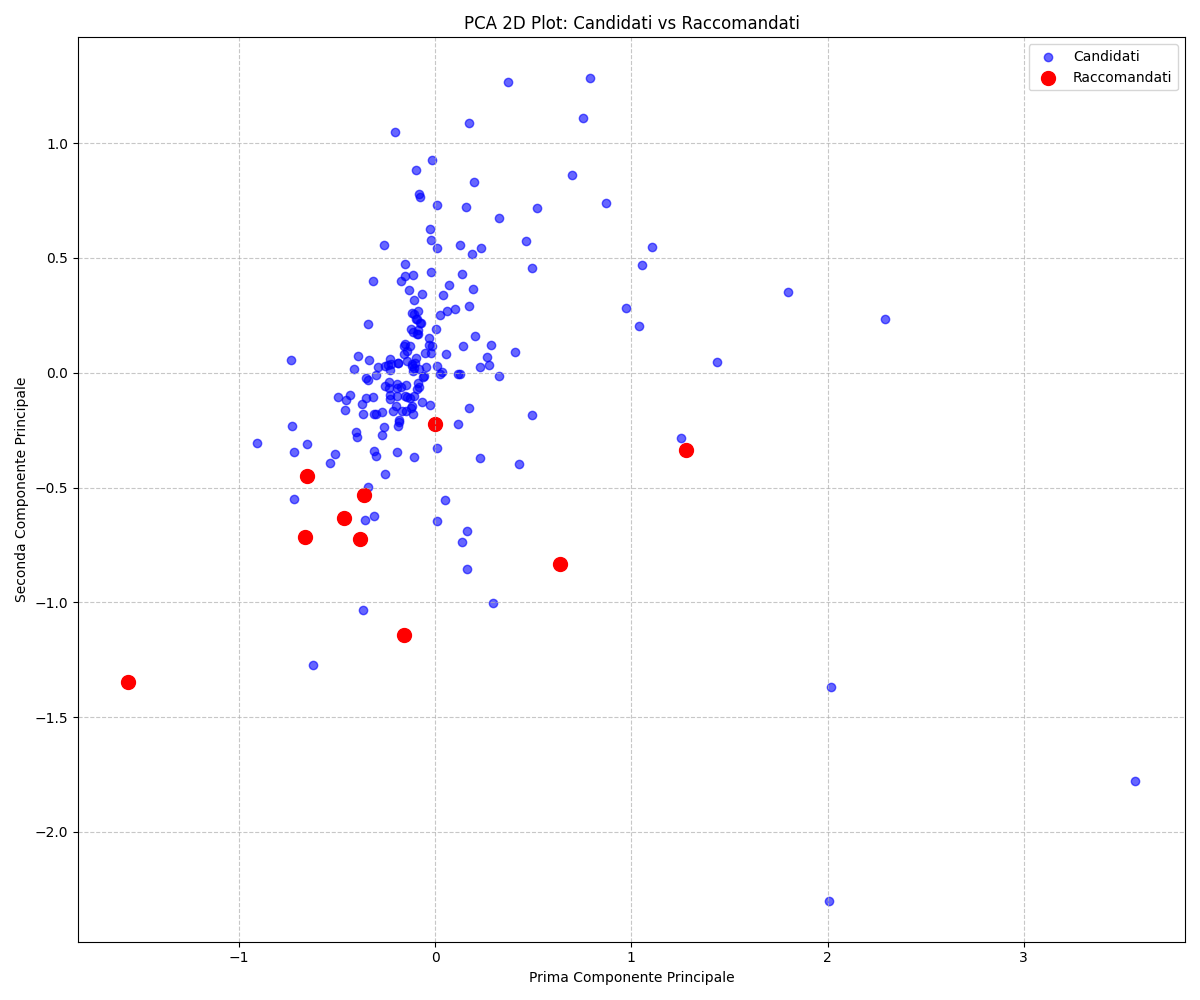 PCA 2D Plot: Candidati vs Raccomandati
Candidati
Raccomandati
Seconda Componente Principale
1.0
0.5
0.0
−0.5
−1.0
−1.5
−2.0
−1
0
1
2
3
Prima Componente Principale